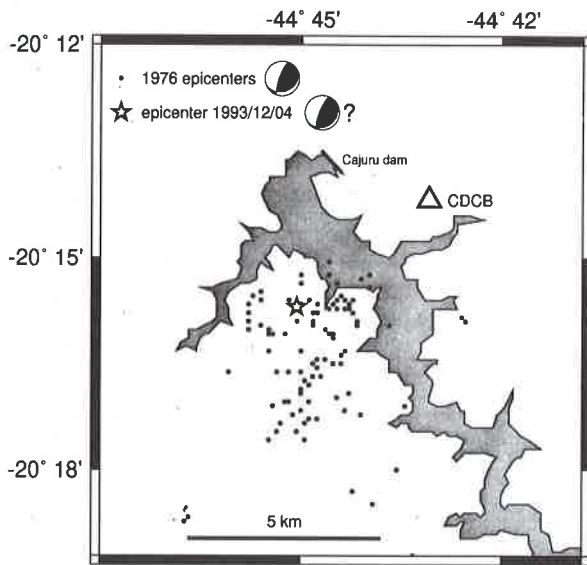 -44° 45' -44° 42'
-20° 12'
1976 epicenters
epicenter 1993/12/04 ?
Cajuru dam
CDCB
-20° 15'
-20° 18'
5 km